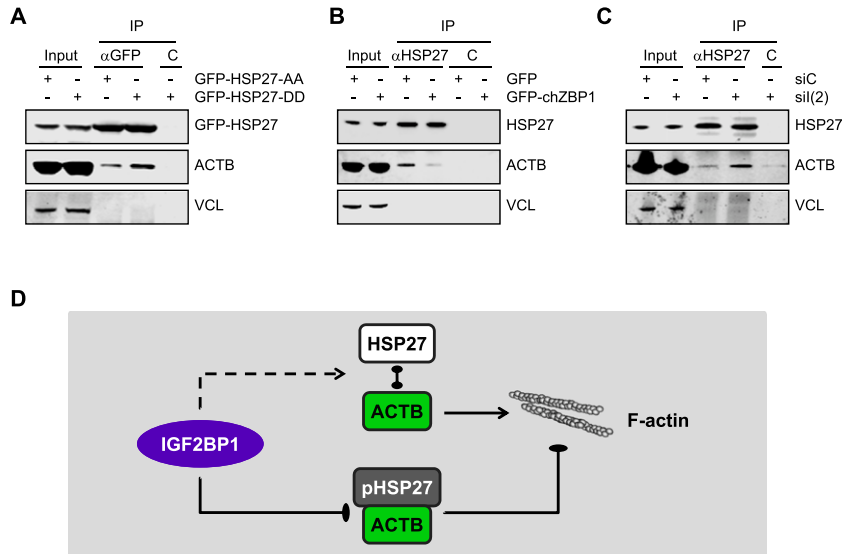 A
IP
Input αGFP C
+ - + - - GFP-HSP27-AA
- + - + + GFP-HSP27-DD
GFP-HSP27
ACTB
VCL
B
IP
Input αHSP27 C
+ - + - + - GFP
- + - + - + GFP-chZBP1
HSP27
ACTB
VCL
C
IP
Input αHSP27 C
+ - + - - siC
- + - + + siI(2)
HSP27
ACTB
VCL
D
HSP27
ACTB
F-actin
IGF2BP1
pHSP27
ACTB